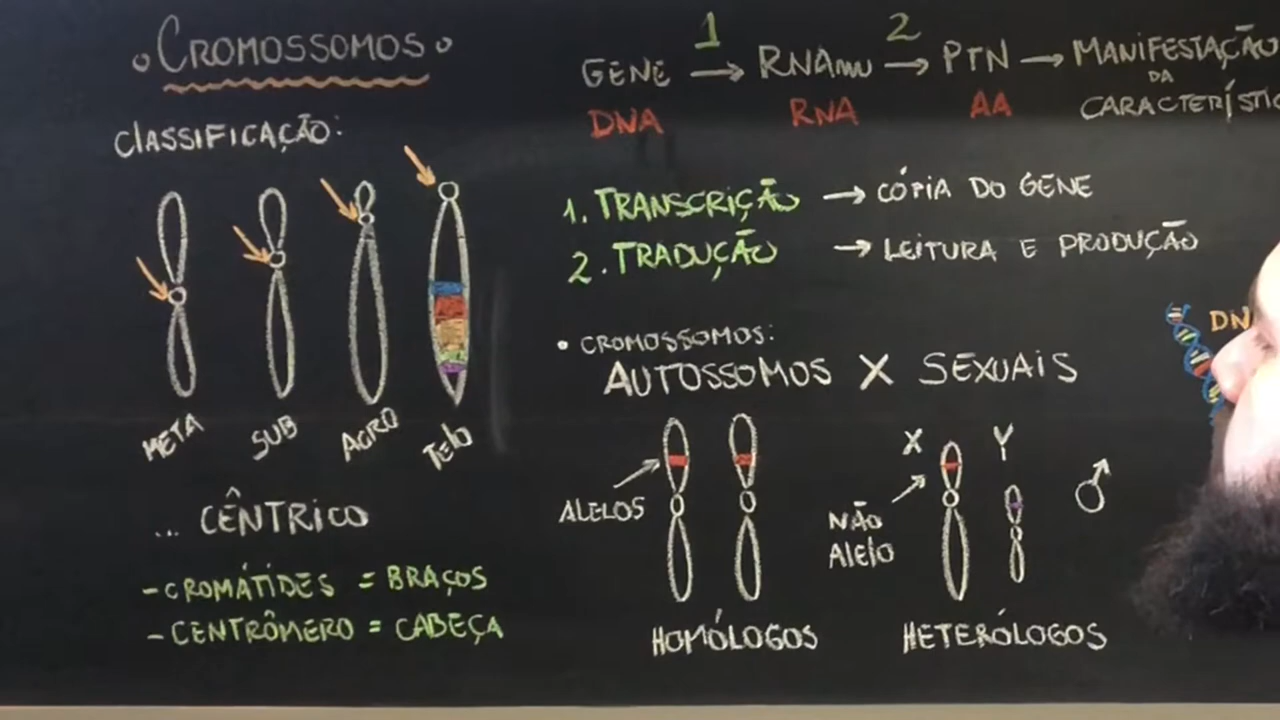 CROMOSSOMOS
CLASSIFICAÇÃO:
META SUB ACRO TELO
... CÊNTRICO
- CROMÁTIDES = BRAÇOS
- CENTRÔMERO = CABEÇA
1 2
GENE → RNAm → PTN → MANIFESTAÇÃO
DA
CARACTERÍSTIC
DNA RNA AA
1. TRANSCRIÇÃO → CÓPIA DO GENE
2. TRADUÇÃO → LEITURA E PRODUÇÃO
DN
• CROMOSSOMOS:
AUTOSSOMOS X SEXUAIS
X Y ♂
ALELOS
NÃO
ALELO
HOMÓLOGOS
HETERÓLOGOS